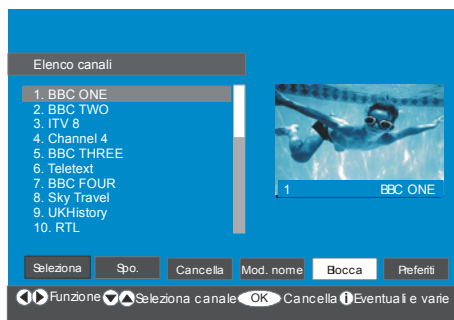 Elenco canali
1. BBC ONE
2. BBC TWO
3. ITV 8
4. Channel 4
5. BBC THREE
6. Teletext
7. BBC FOUR
8. Sky Travel
9. UKHistory
10. RTL
1 BBC ONE
Seleziona Spo. Cancella Mod. nome Bocca Preferiti
Funzione Seleziona canale OK Cancella i Eventuali e varie